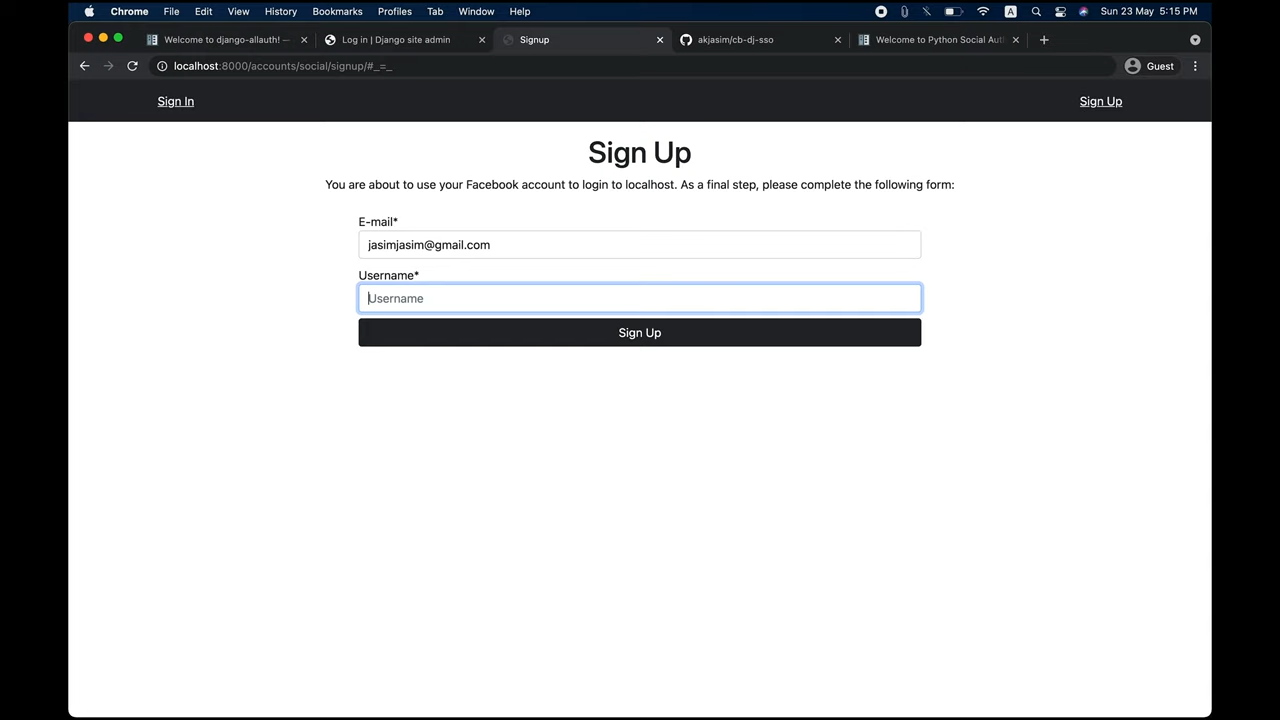 Chrome File Edit View History Bookmarks Profiles Tab Window Help A Sun 23 May 5:15 PM
Welcome to django-allauth! — Log in | Django site admin Signup akjasim/cb-dj-sso Welcome to Python Social Aut
localhost:8000/accounts/social/signup/#_=_ Guest
Sign In Sign Up
Sign Up
You are about to use your Facebook account to login to localhost. As a final step, please complete the following form:
E-mail*
jasimjasim@gmail.com
Username*
Username
Sign Up